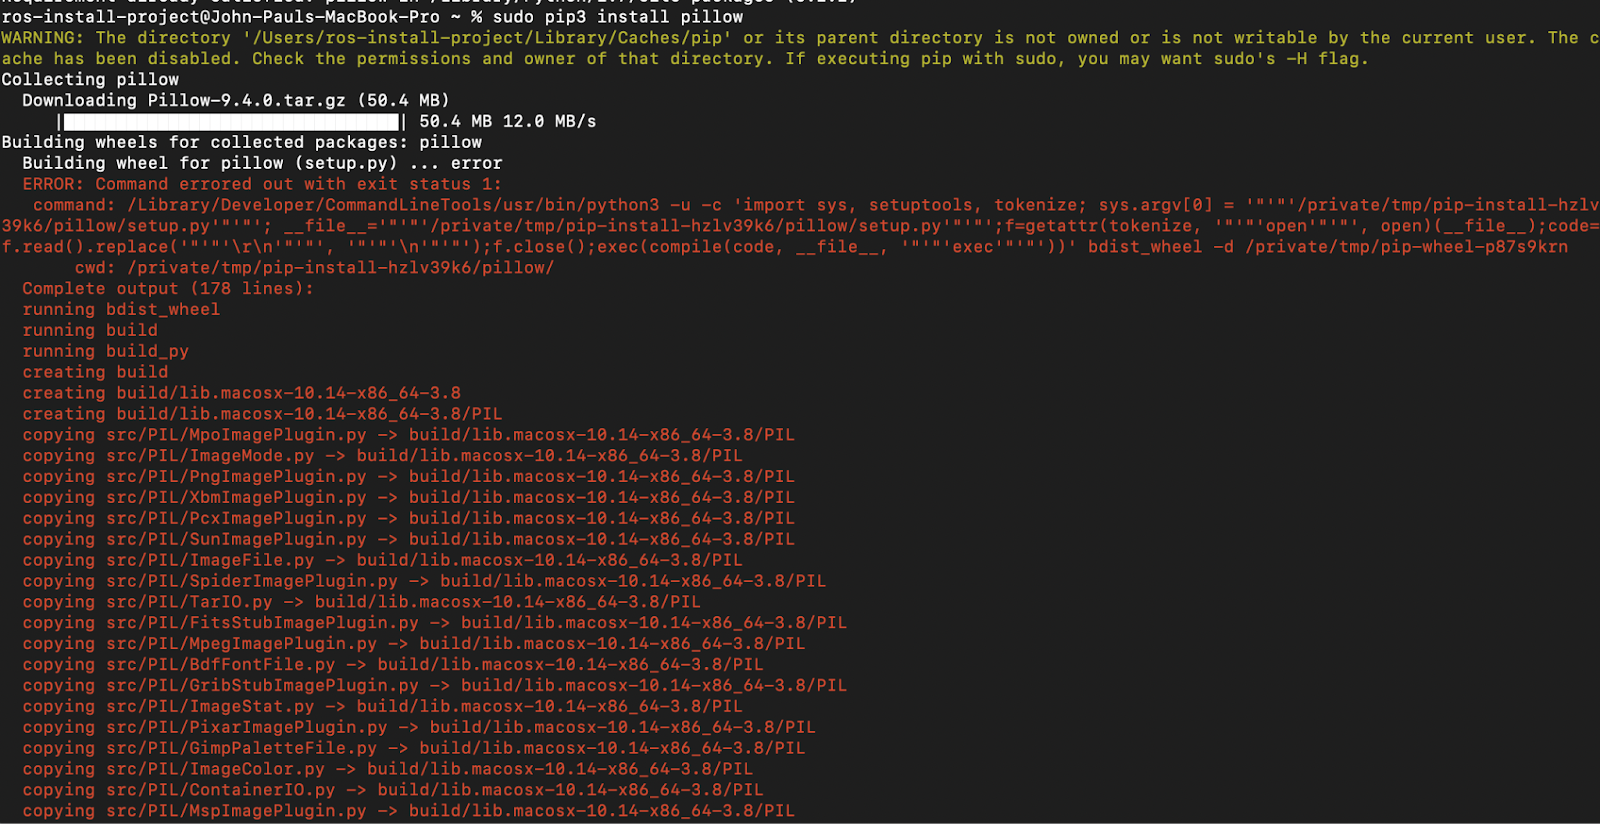 ros-install-project@John-Pauls-MacBook-Pro ~ % sudo pip3 install pillow
WARNING: The directory '/Users/ros-install-project/Library/Caches/pip' or its parent directory is not owned or is not writable by the current user. The c
ache has been disabled. Check the permissions and owner of that directory. If executing pip with sudo, you may want sudo's -H flag.
Collecting pillow
  Downloading Pillow-9.4.0.tar.gz (50.4 MB)
     |████████████████████████████████| 50.4 MB 12.0 MB/s
Building wheels for collected packages: pillow
  Building wheel for pillow (setup.py) ... error
  ERROR: Command errored out with exit status 1:
   command: /Library/Developer/CommandLineTools/usr/bin/python3 -u -c 'import sys, setuptools, tokenize; sys.argv[0] = '"'"'/private/tmp/pip-install-hzlv
39k6/pillow/setup.py'"'"'; __file__='"'"'/private/tmp/pip-install-hzlv39k6/pillow/setup.py'"'"';f=getattr(tokenize, '"'"'open'"'"', open)(__file__);code=
f.read().replace('"'"'\r\n'"'"', '"'"'\n'"'"');f.close();exec(compile(code, __file__, '"'"'exec'"'"'))' bdist_wheel -d /private/tmp/pip-wheel-p87s9krn
       cwd: /private/tmp/pip-install-hzlv39k6/pillow/
  Complete output (178 lines):
  running bdist_wheel
  running build
  running build_py
  creating build
  creating build/lib.macosx-10.14-x86_64-3.8
  creating build/lib.macosx-10.14-x86_64-3.8/PIL
  copying src/PIL/MpoImagePlugin.py -> build/lib.macosx-10.14-x86_64-3.8/PIL
  copying src/PIL/ImageMode.py -> build/lib.macosx-10.14-x86_64-3.8/PIL
  copying src/PIL/PngImagePlugin.py -> build/lib.macosx-10.14-x86_64-3.8/PIL
  copying src/PIL/XbmImagePlugin.py -> build/lib.macosx-10.14-x86_64-3.8/PIL
  copying src/PIL/PcxImagePlugin.py -> build/lib.macosx-10.14-x86_64-3.8/PIL
  copying src/PIL/SunImagePlugin.py -> build/lib.macosx-10.14-x86_64-3.8/PIL
  copying src/PIL/ImageFile.py -> build/lib.macosx-10.14-x86_64-3.8/PIL
  copying src/PIL/SpiderImagePlugin.py -> build/lib.macosx-10.14-x86_64-3.8/PIL
  copying src/PIL/TarIO.py -> build/lib.macosx-10.14-x86_64-3.8/PIL
  copying src/PIL/FitsStubImagePlugin.py -> build/lib.macosx-10.14-x86_64-3.8/PIL
  copying src/PIL/MpegImagePlugin.py -> build/lib.macosx-10.14-x86_64-3.8/PIL
  copying src/PIL/BdfFontFile.py -> build/lib.macosx-10.14-x86_64-3.8/PIL
  copying src/PIL/GribStubImagePlugin.py -> build/lib.macosx-10.14-x86_64-3.8/PIL
  copying src/PIL/ImageStat.py -> build/lib.macosx-10.14-x86_64-3.8/PIL
  copying src/PIL/PixarImagePlugin.py -> build/lib.macosx-10.14-x86_64-3.8/PIL
  copying src/PIL/GimpPaletteFile.py -> build/lib.macosx-10.14-x86_64-3.8/PIL
  copying src/PIL/ImageColor.py -> build/lib.macosx-10.14-x86_64-3.8/PIL
  copying src/PIL/ContainerIO.py -> build/lib.macosx-10.14-x86_64-3.8/PIL
  copying src/PIL/MspImagePlugin.py -> build/lib.macosx-10.14-x86_64-3.8/PIL